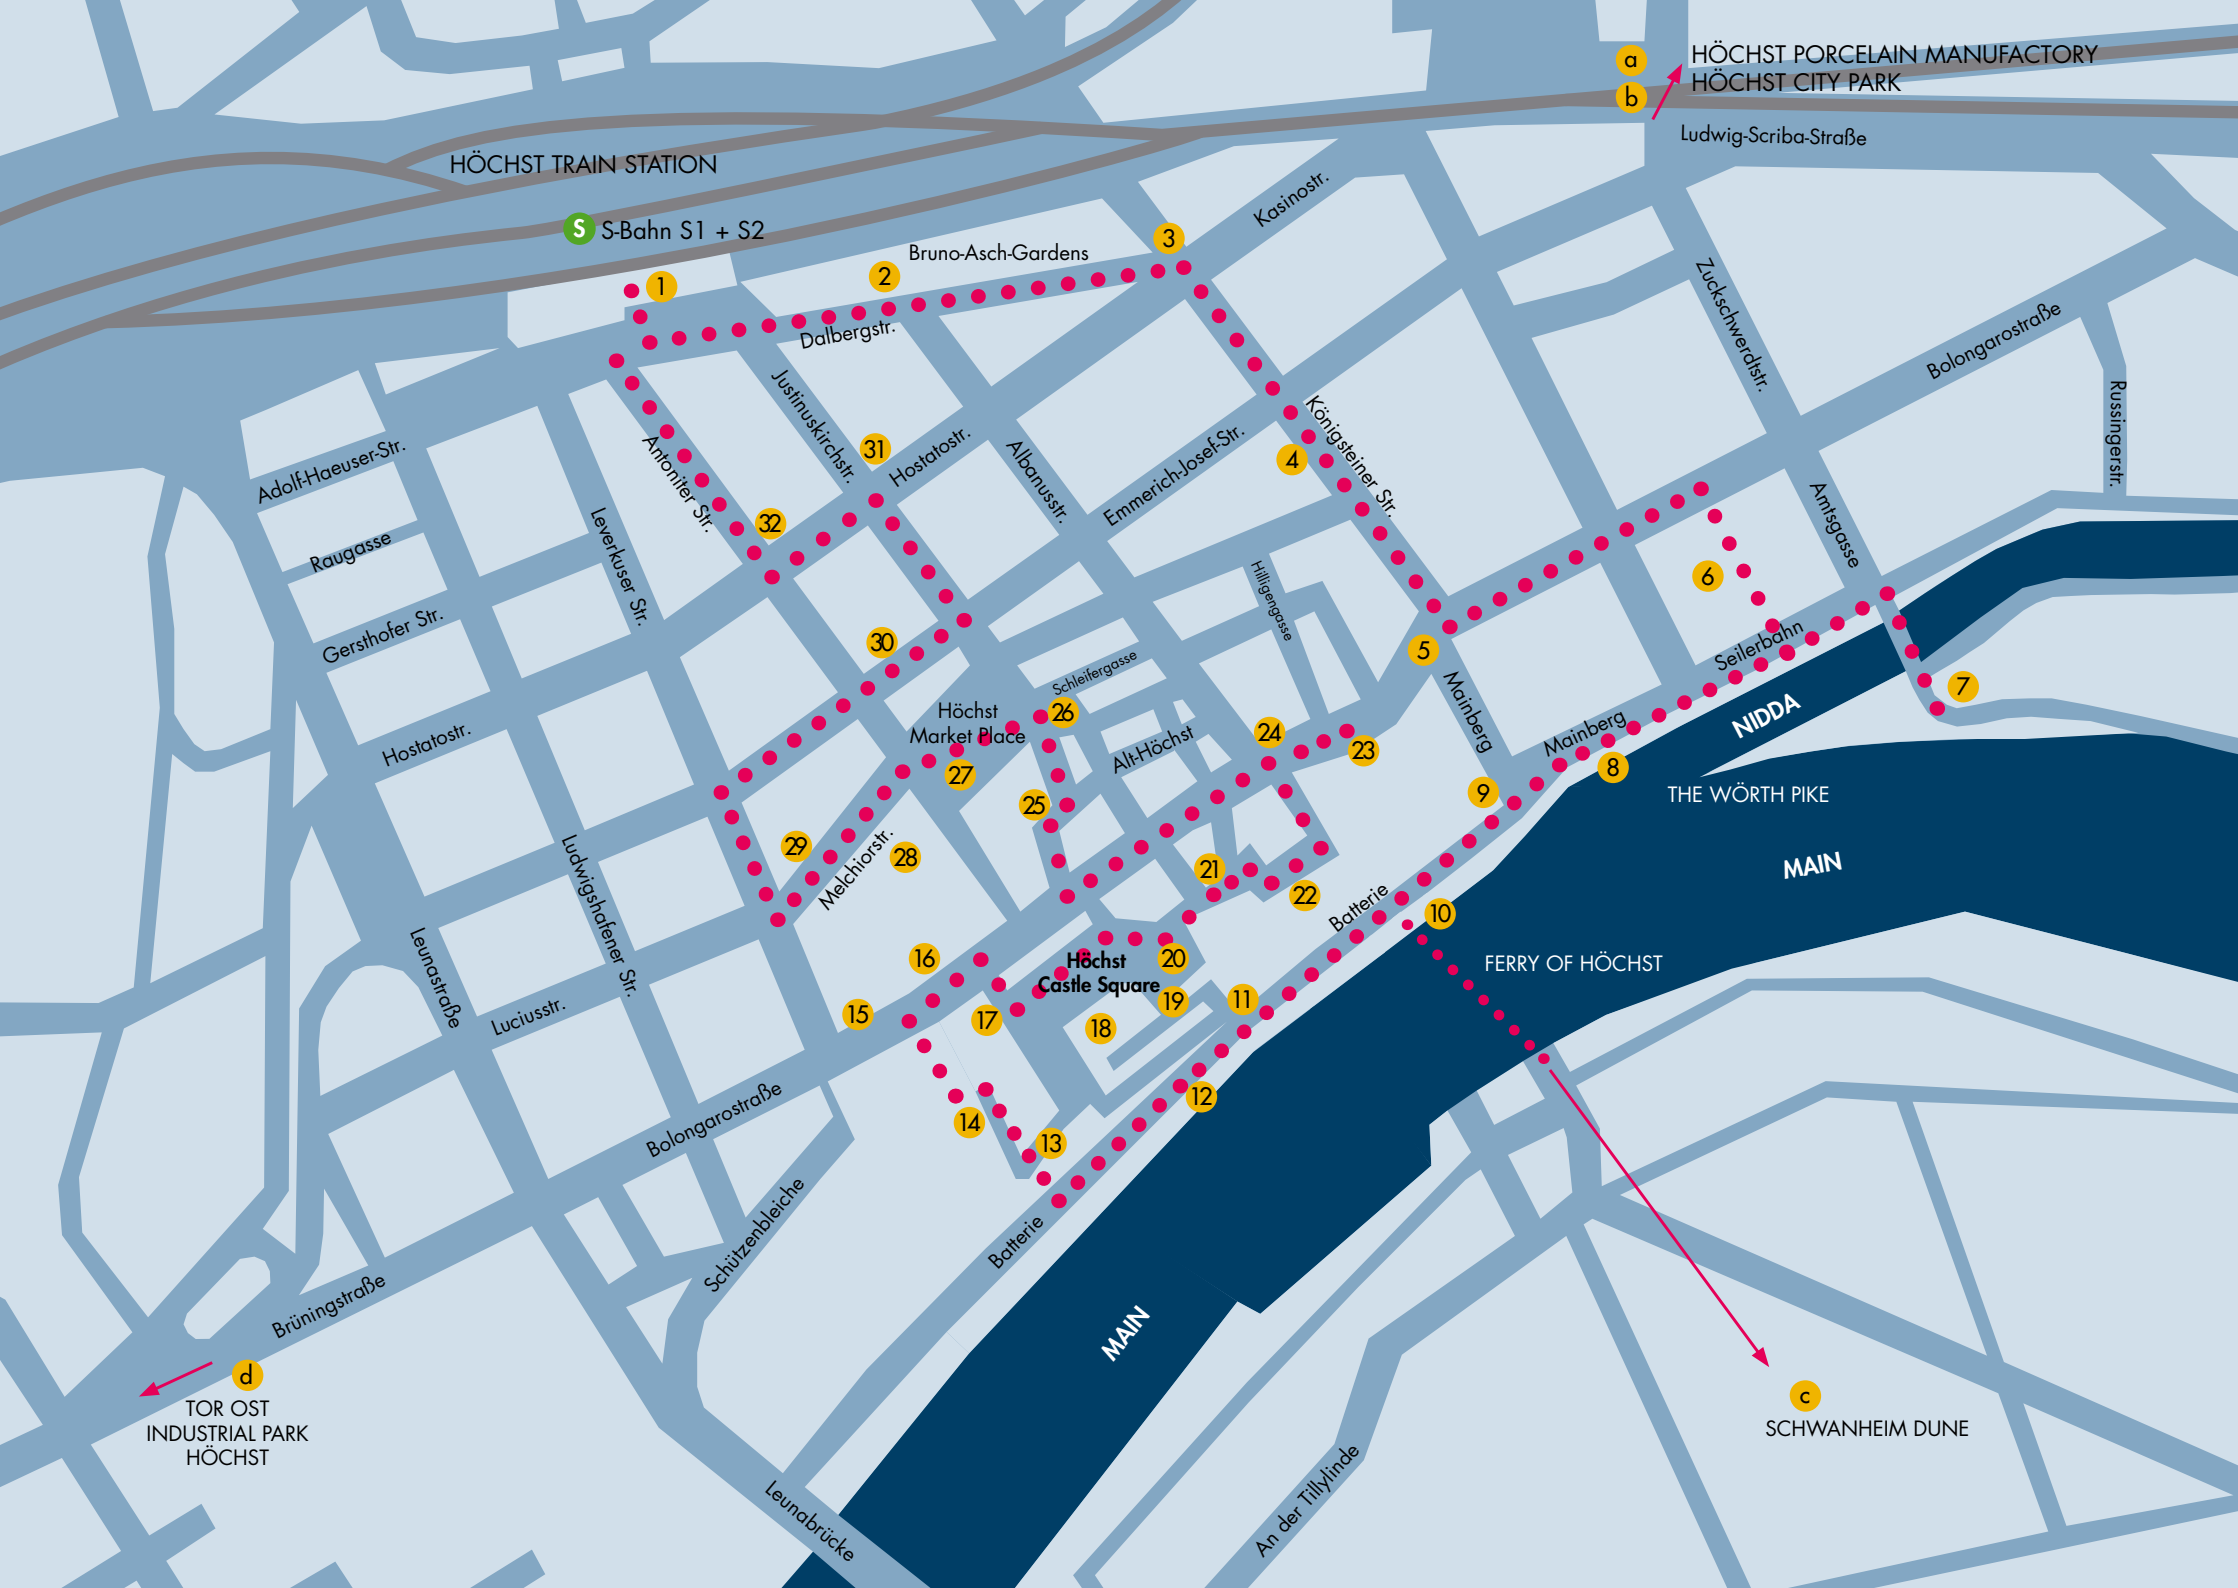 a
HÖCHST PORCELAIN MANUFACTORY
b
HÖCHST CITY PARK
Ludwig-Scriba-Straße
HÖCHST TRAIN STATION
S
S-Bahn S1 + S2
Kasinostr.
3
Bruno-Asch-Gardens
2
1
Dalbergstr.
Zuckschwerdtstr.
Bolongarostraße
Russingerstr.
Justinuskirchstr.
Antoniter Str.
31
Hostatostr.
Albanusstr.
Emmerich-Josef-Str.
Königsteiner Str.
4
Adolf-Haeuser-Str.
32
Raugasse
Leverkuser Str.
Amtsgasse
Gersthofer Str.
Hilligengasse
6
30
Schleifergasse
5
Mainberg
Seilerbahn
7
Hostatostr.
Höchst
Market Place
26
Alt-Höchst
24
23
Mainberg
NIDDA
27
25
9
8
THE WÖRTH PIKE
29
Melchiorstr.
28
21
22
MAIN
Ludwigshafener Str.
Batterie
10
Leunastraße
16
Höchst
Castle Square
20
FERRY OF HÖCHST
Luciusstr.
15
17
18
19
11
Bolongarostraße
14
13
12
Schützenbleiche
Batterie
Brüningstraße
MAIN
d
TOR OST
INDUSTRIAL PARK
HÖCHST
c
SCHWANHEIM DUNE
Leunabrücke
An der Tillylinde